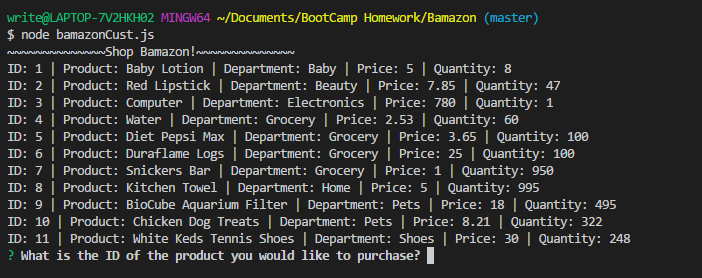 write@LAPTOP-7V2HKH02 MINGW64 ~/Documents/BootCamp Homework/Bamazon (master)
$ node bamazonCust.js
~~~~~~~~~~~~~~~Shop Bamazon!~~~~~~~~~~~~~~~
ID: 1 | Product: Baby Lotion | Department: Baby | Price: 5 | Quantity: 8
ID: 2 | Product: Red Lipstick | Department: Beauty | Price: 7.85 | Quantity: 47
ID: 3 | Product: Computer | Department: Electronics | Price: 780 | Quantity: 1
ID: 4 | Product: Water | Department: Grocery | Price: 2.53 | Quantity: 60
ID: 5 | Product: Diet Pepsi Max | Department: Grocery | Price: 3.65 | Quantity: 100
ID: 6 | Product: Duraflame Logs | Department: Grocery | Price: 25 | Quantity: 100
ID: 7 | Product: Snickers Bar | Department: Grocery | Price: 1 | Quantity: 950
ID: 8 | Product: Kitchen Towel | Department: Home | Price: 5 | Quantity: 995
ID: 9 | Product: BioCube Aquarium Filter | Department: Pets | Price: 18 | Quantity: 495
ID: 10 | Product: Chicken Dog Treats | Department: Pets | Price: 8.21 | Quantity: 322
ID: 11 | Product: White Keds Tennis Shoes | Department: Shoes | Price: 30 | Quantity: 248
? What is the ID of the product you would like to purchase?